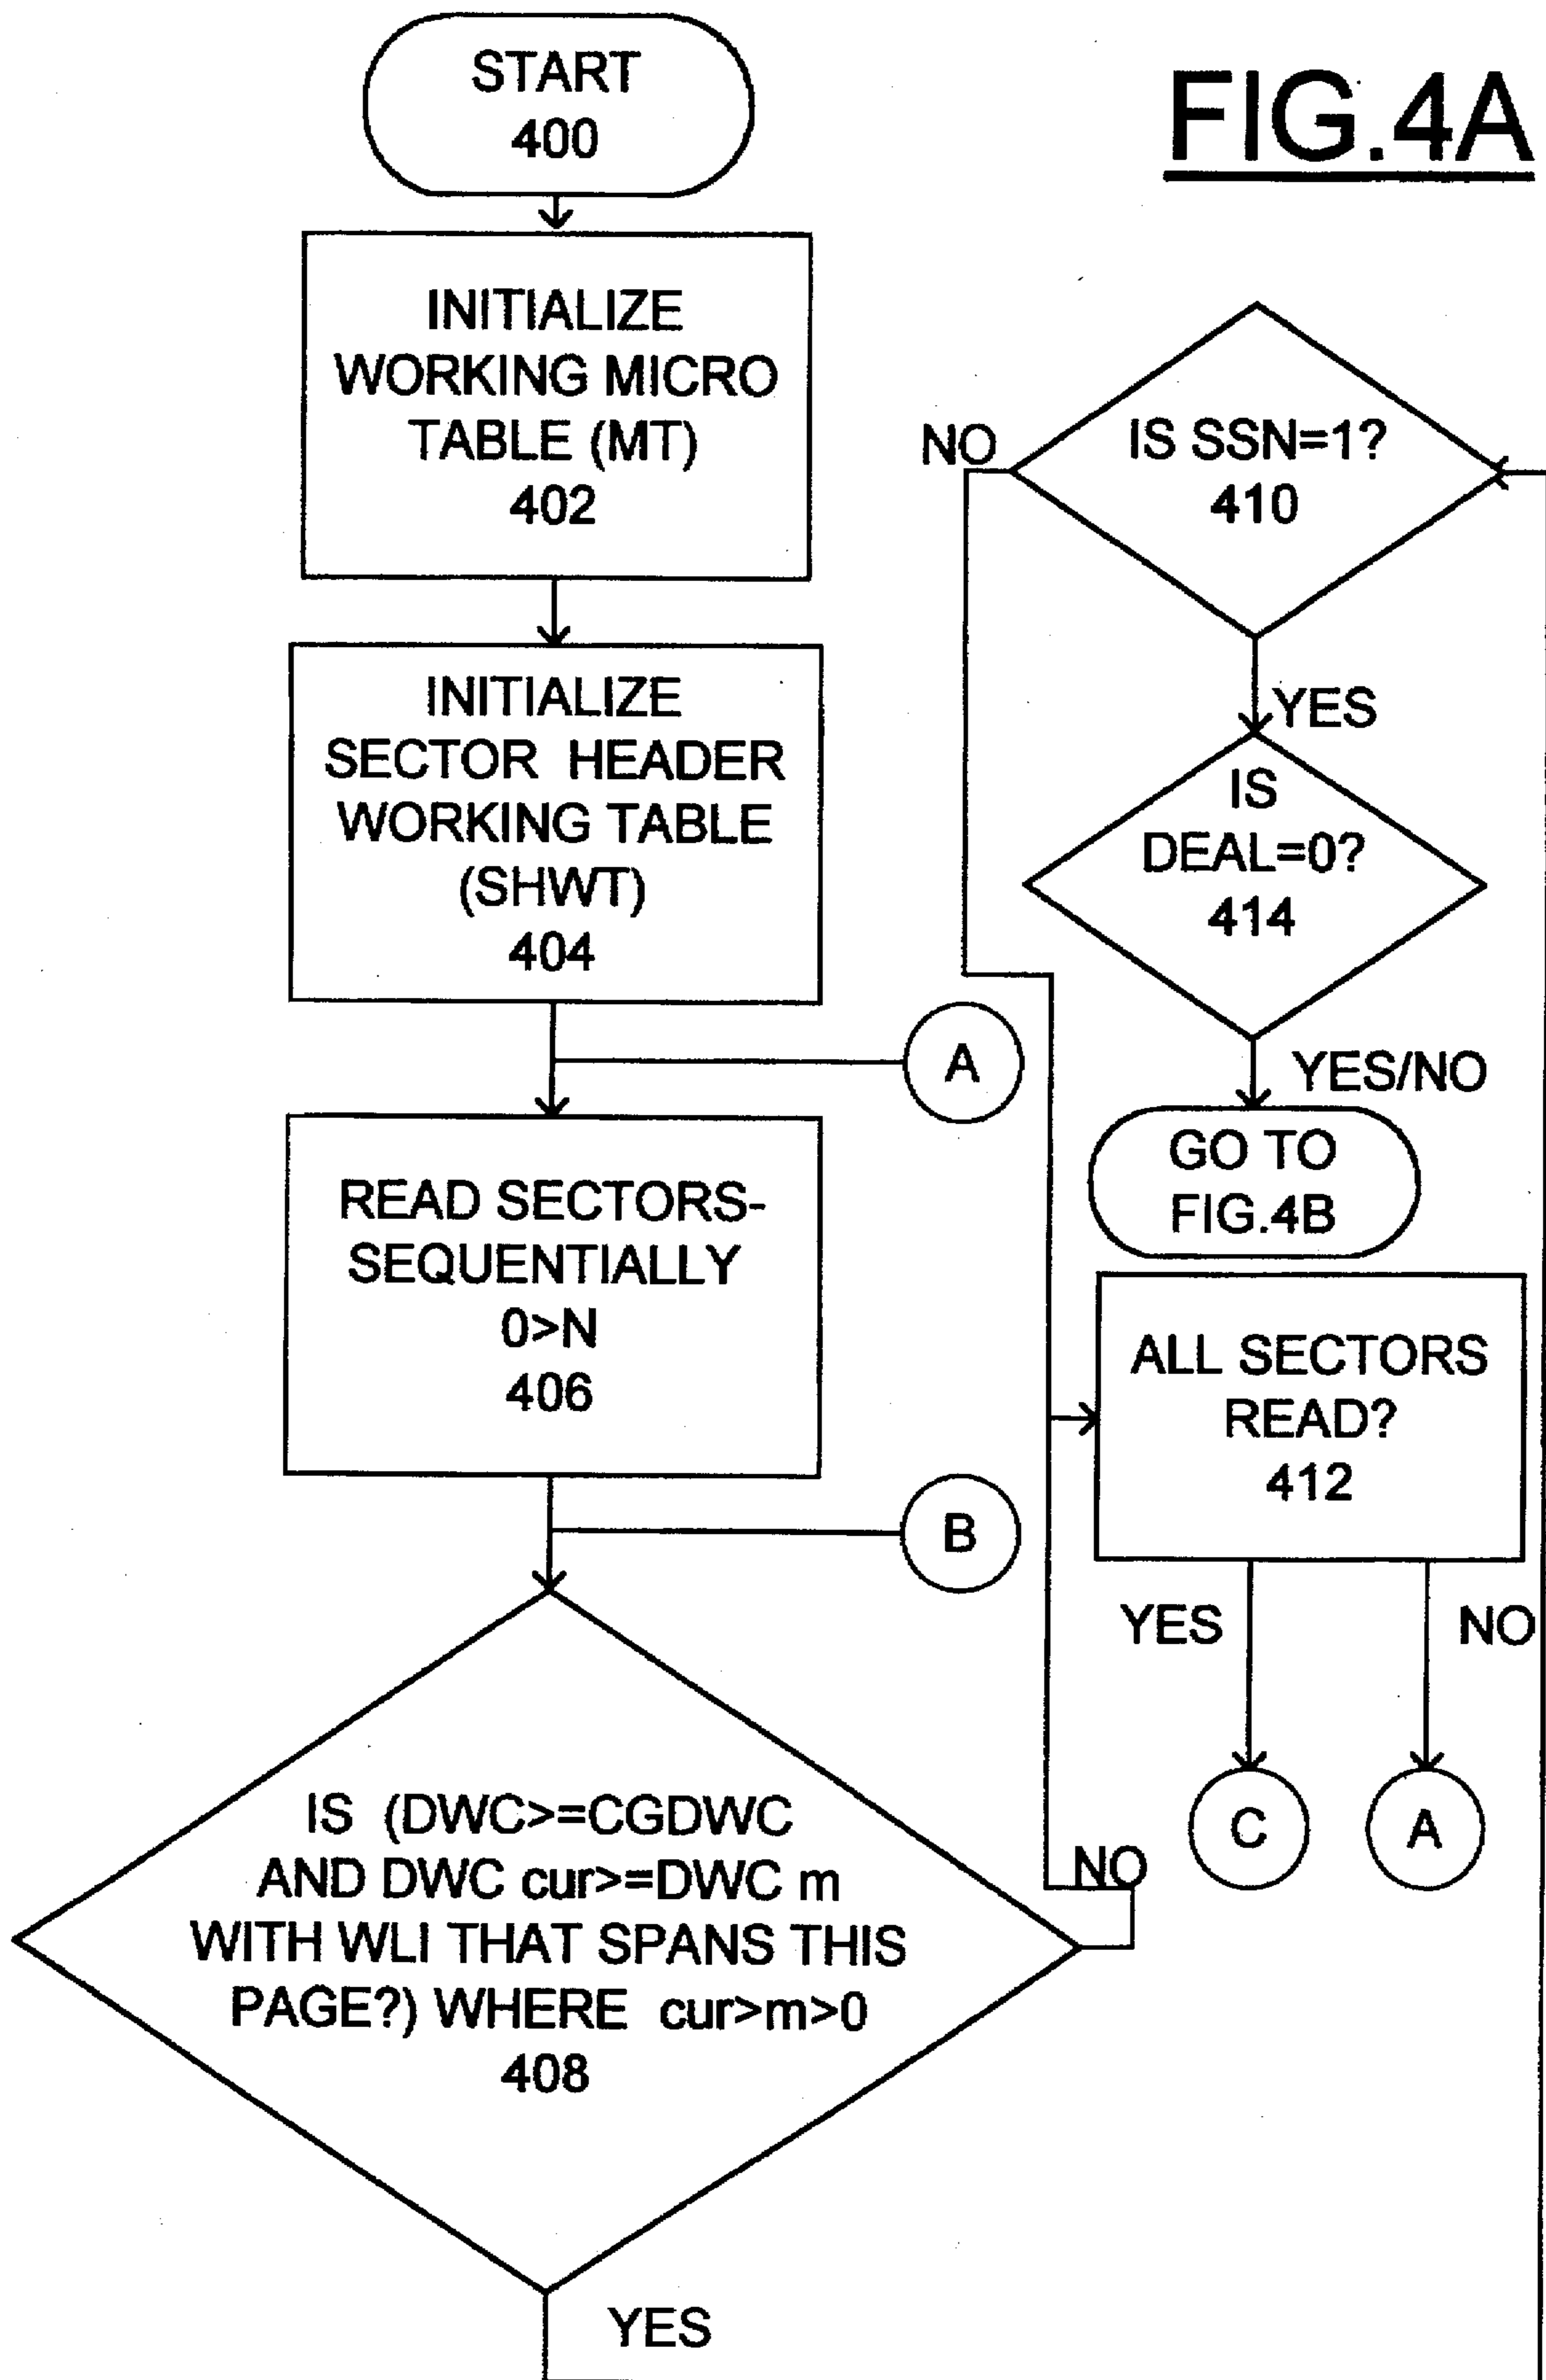 FIG.4A
START
400
INITIALIZE
WORKING MICRO
TABLE (MT)
402
INITIALIZE
SECTOR HEADER
WORKING TABLE
(SHWT)
404
A
READ SECTORS-
SEQUENTIALLY
0>N
406
B
IS (DWC>=CGDWC
AND DWC cur>=DWC m
WITH WLI THAT SPANS THIS
PAGE?) WHERE cur>m>0
408
NO
YES
IS SSN=1?
410
NO
YES
IS
DEAL=0?
414
YES/NO
GO TO
FIG.4B
ALL SECTORS
READ?
412
YES
NO
C
A